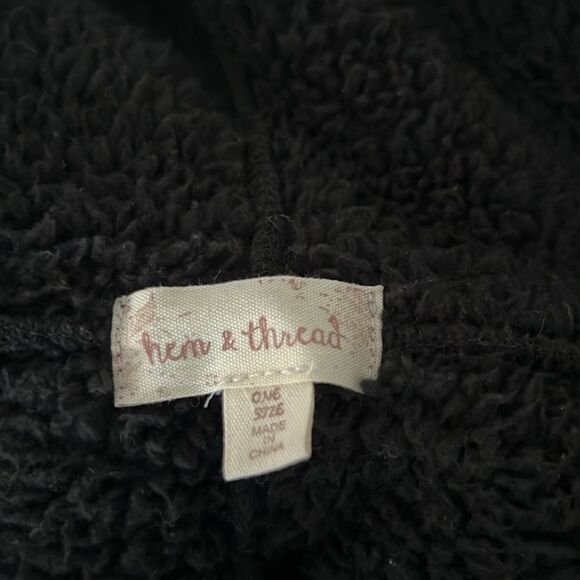 hem & thread
ONE
SIZE
MADE
IN
CHINA